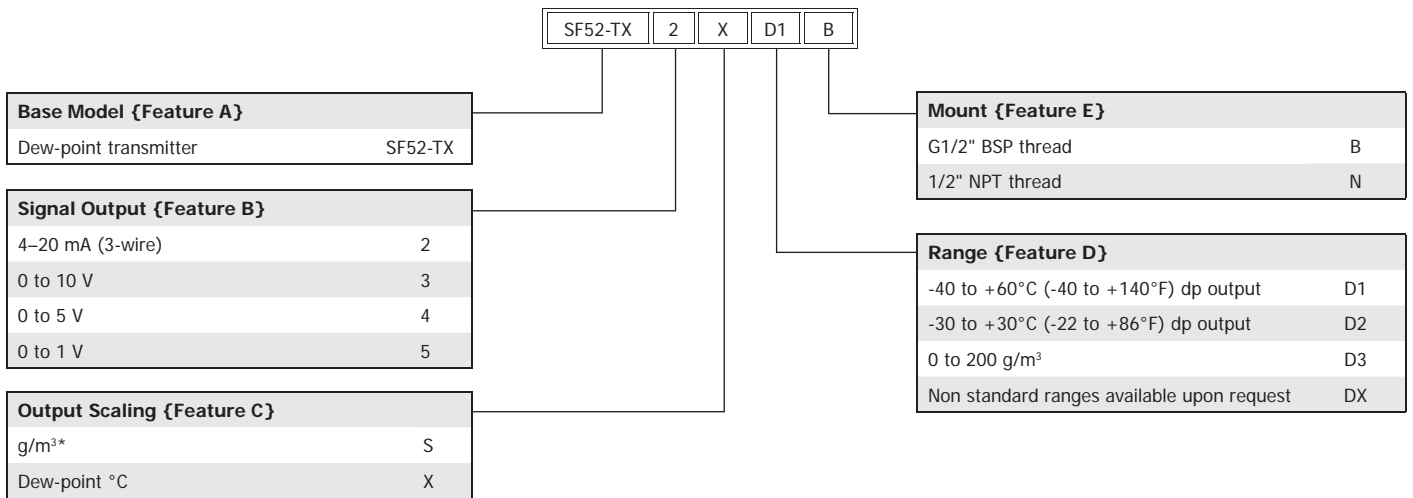 SF52-TX 2 X D1 B
Base Model {Feature A}
Dew-point transmitter SF52-TX
Signal Output {Feature B}
4–20 mA (3-wire) 2
0 to 10 V 3
0 to 5 V 4
0 to 1 V 5
Output Scaling {Feature C}
g/m³* S
Dew-point °C X
Mount {Feature E}
G1/2" BSP thread B
1/2" NPT thread N
Range {Feature D}
-40 to +60°C (-40 to +140°F) dp output D1
-30 to +30°C (-22 to +86°F) dp output D2
0 to 200 g/m³ D3
Non standard ranges available upon request DX